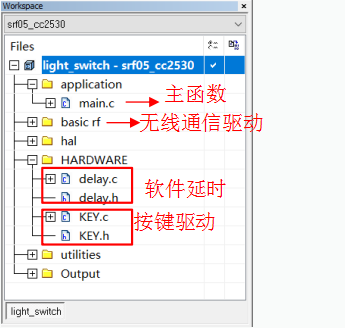 Workspace
srf05_cc2530
Files
light_switch - srf05_cc2530
application
main.c
主函数
basic rf
无线通信驱动
hal
HARDWARE
delay.c
软件延时
delay.h
KEY.c
按键驱动
KEY.h
utilities
Output
light_switch